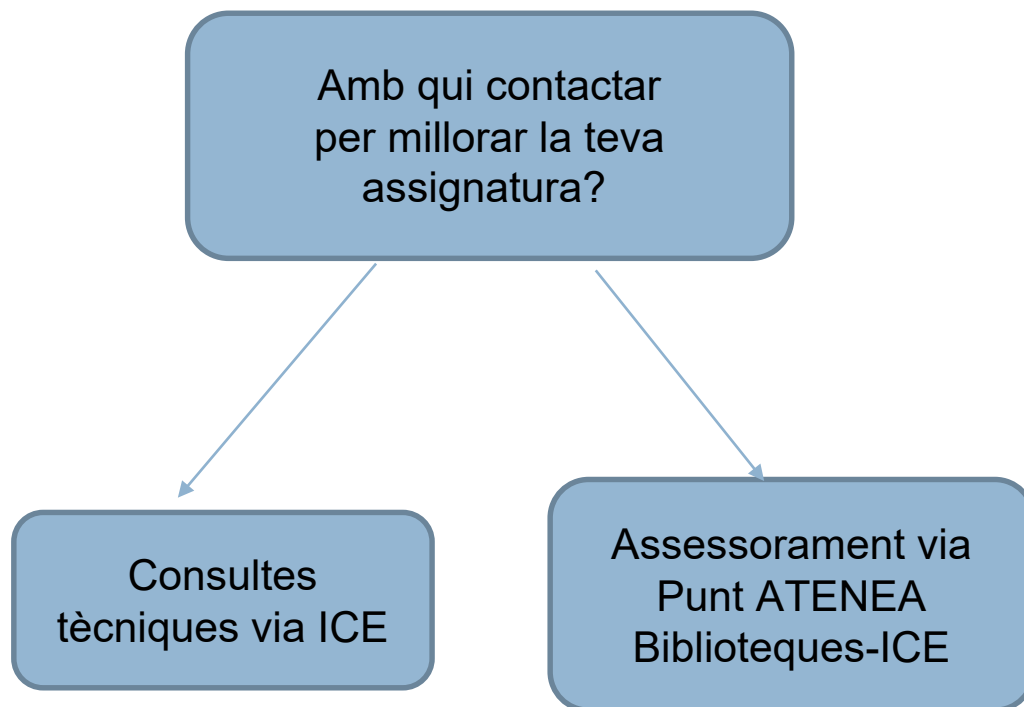 Amb qui contactar
per millorar la teva
assignatura?
Consultes
tècniques via ICE
Assessorament via
Punt ATENEA
Biblioteques-ICE